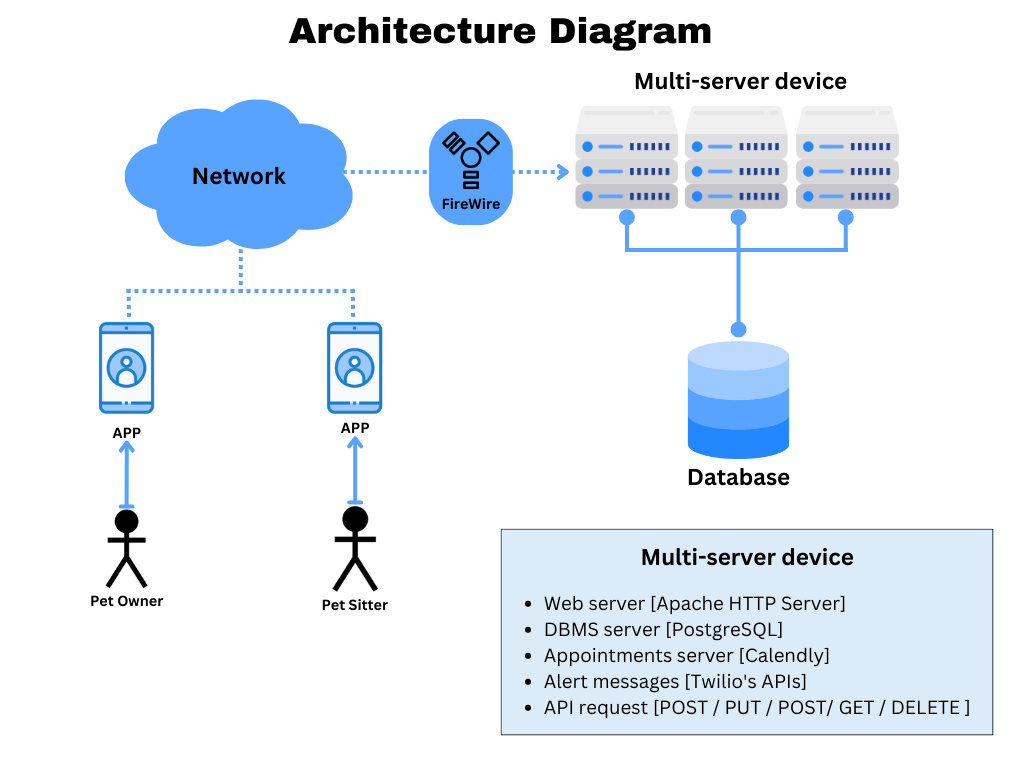 Architecture Diagram
Multi-server device
Network
FireWire
APP
APP
Database
Pet Owner
Pet Sitter
Multi-server device
• Web server [Apache HTTP Server]
• DBMS server [PostgreSQL]
• Appointments server [Calendly]
• Alert messages [Twilio's APIs]
• API request [POST / PUT / POST/ GET / DELETE ]